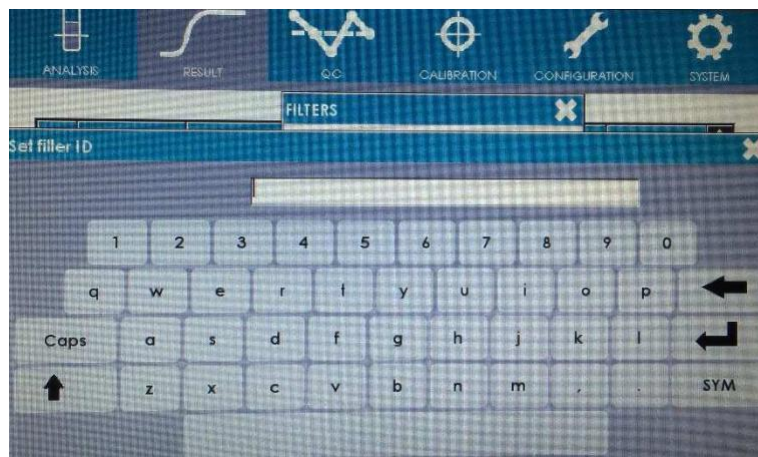 ANALYSIS RESULT QC CALIBRATION CONFIGURATION SYSTEM
FILTERS
Set filler ID
1 2 3 4 5 6 7 8 9 0
q w e r t y u i o p
Caps a s d f g h j k l
z x c v b n m , . SYM